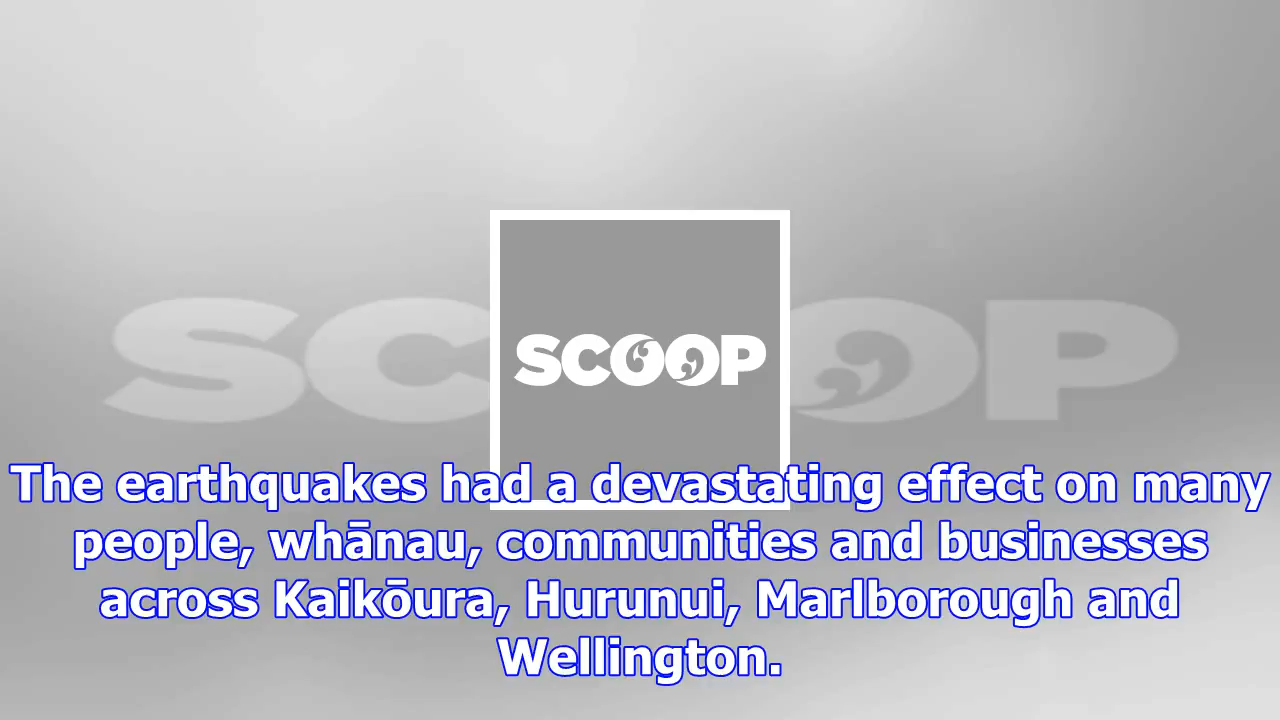 SCOOP
SCOOP
The earthquakes had a devastating effect on many
people, whānau, communities and businesses
across Kaikōura, Hurunui, Marlborough and
Wellington.